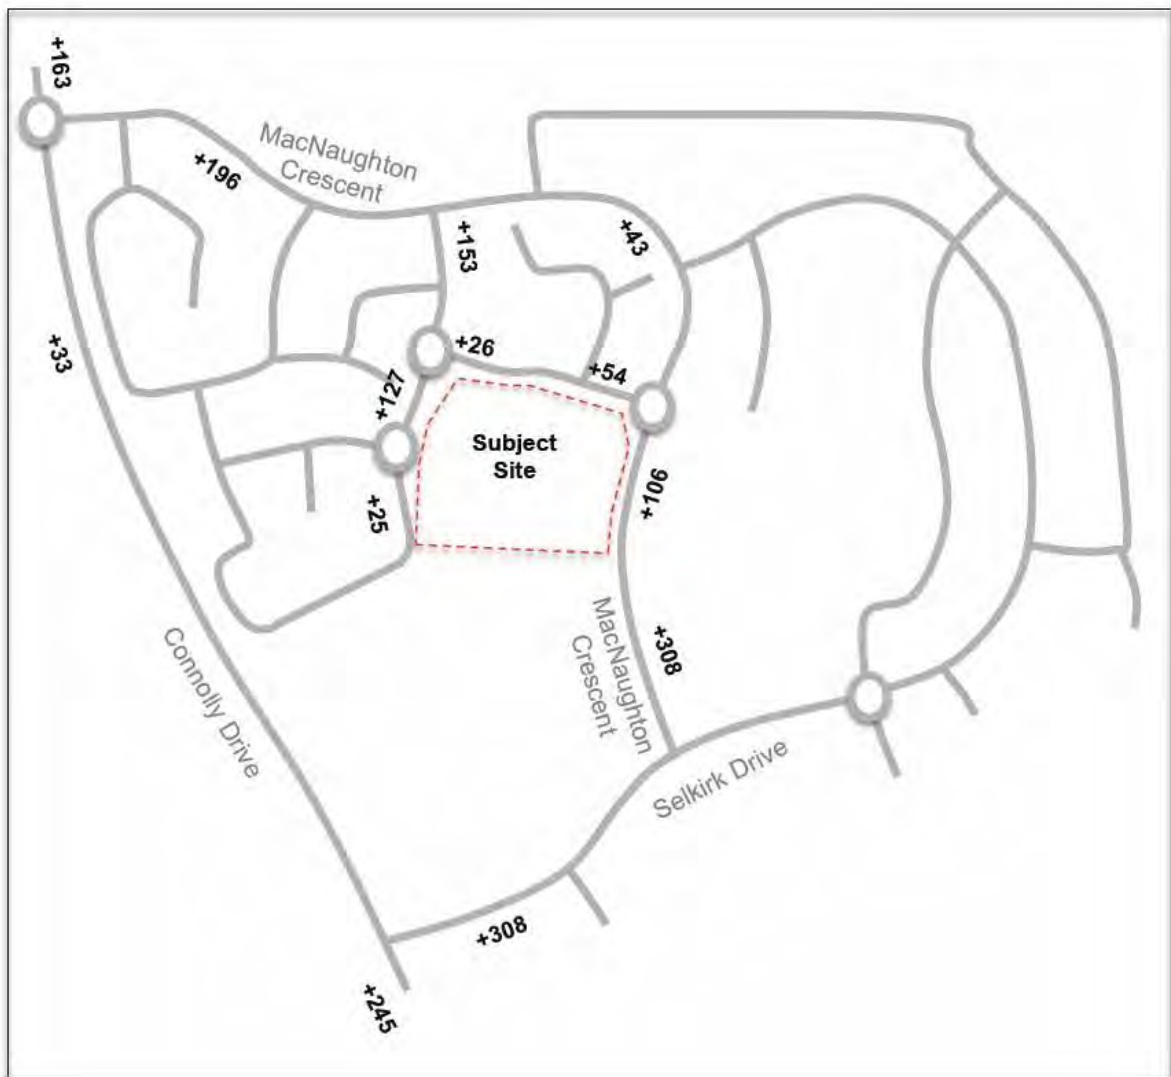 +163
MacNaughton
Crescent
+196
+43
+153
+33
+26
+54
+127
Subject
Site
+106
+25
MacNaughton
Crescent
+308
Connolly Drive
Selkirk Drive
+308
+245